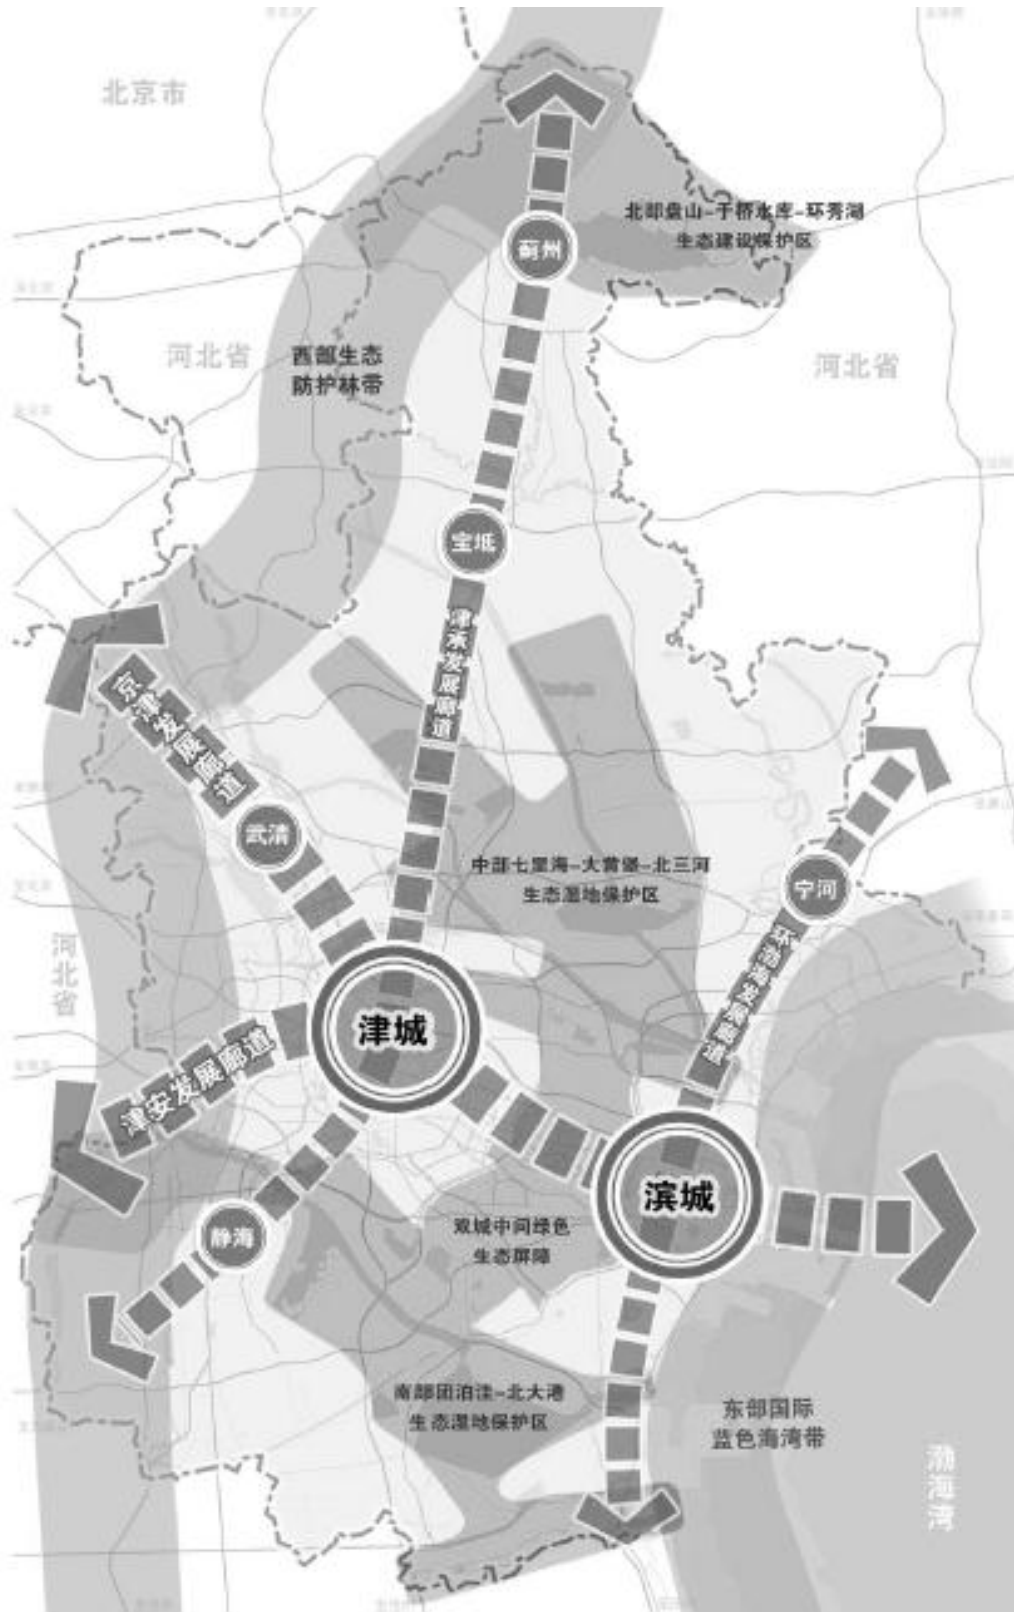 北京市
北部盘山-于桥水库-环秀湖
生态建设保护区
蓟州
河北省
西部生态
防护林带
河北省
宝坻
津承发展廊道
京津发展廊道
武清
中部七里海-大黄堡-北三河
生态湿地保护区
宁河
环渤海发展廊道
河北省
津城
津安发展廊道
滨城
静海
双城中间绿色
生态屏障
南部团泊洼-北大港
生态湿地保护区
东部国际
蓝色海湾带
渤海湾